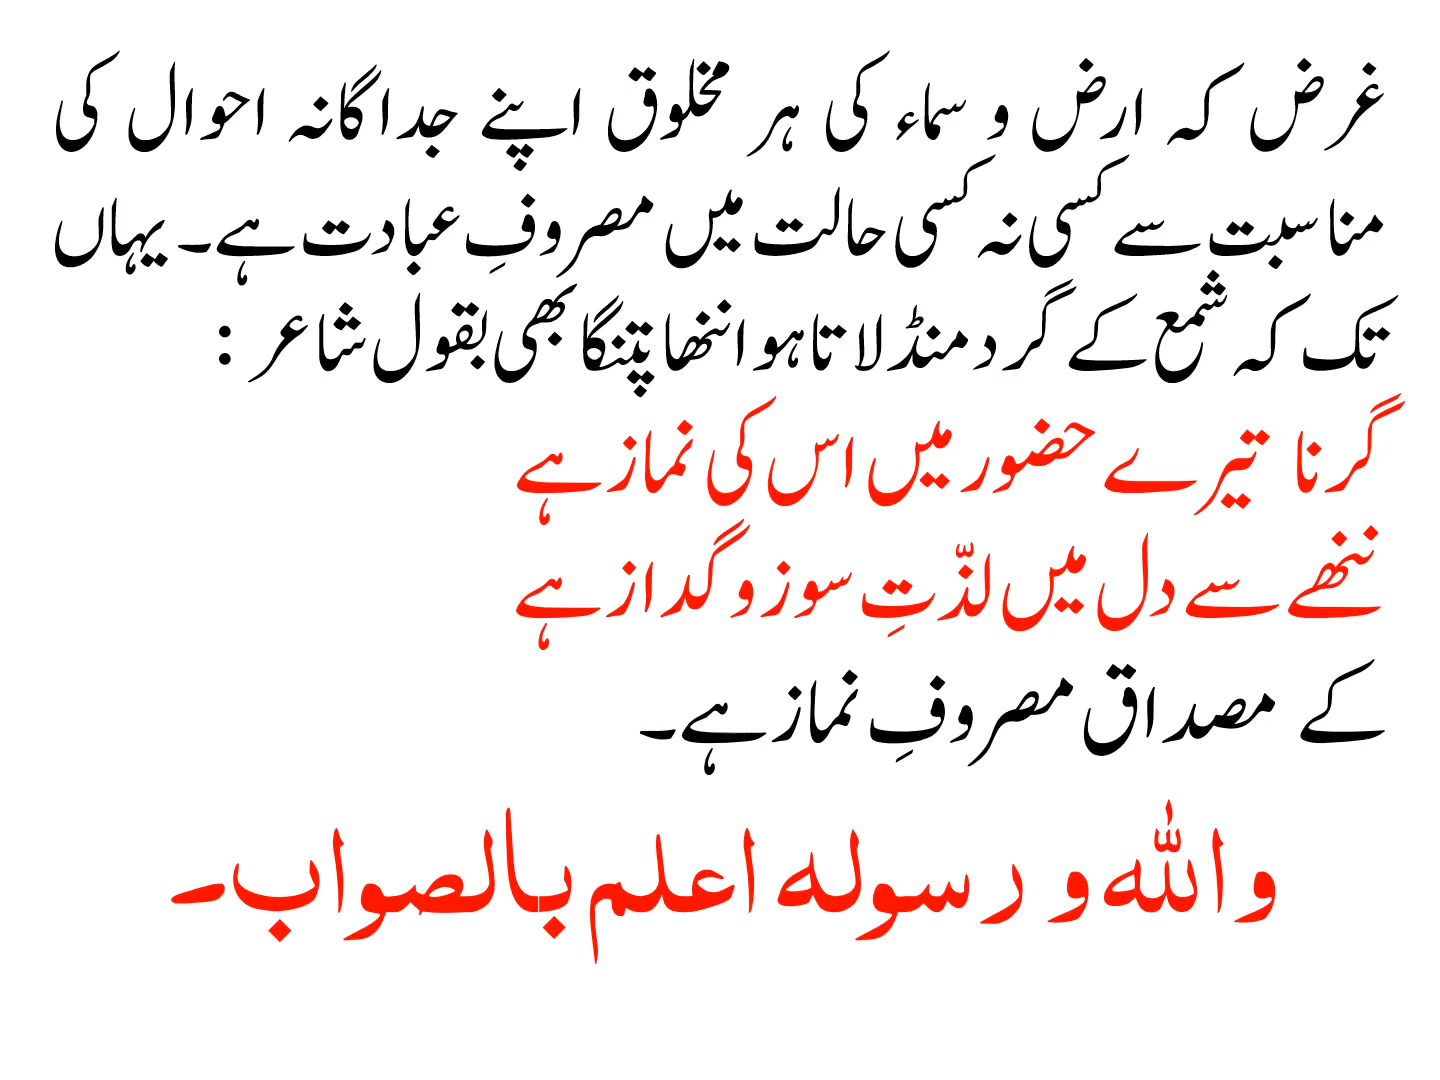 غرض کہ ارض و سماء کی ہر مخلوق اپنے جداگانہ احوال کی
مناسبت سے کسی نہ کسی حالت میں مصروفِ عبادت ہے۔ یہاں
تک کہ شمع کے گرد منڈلاتا ہوا ننھا پتنگا بھی بقول شاعر :
گرنا تیرے حضور میں اس کی نماز ہے
ننھے سے دل میں لذّتِ سوز و گداز ہے
کے مصداق مصروفِ نماز ہے۔
واللّٰہ و رسولہ اعلم بالصواب۔